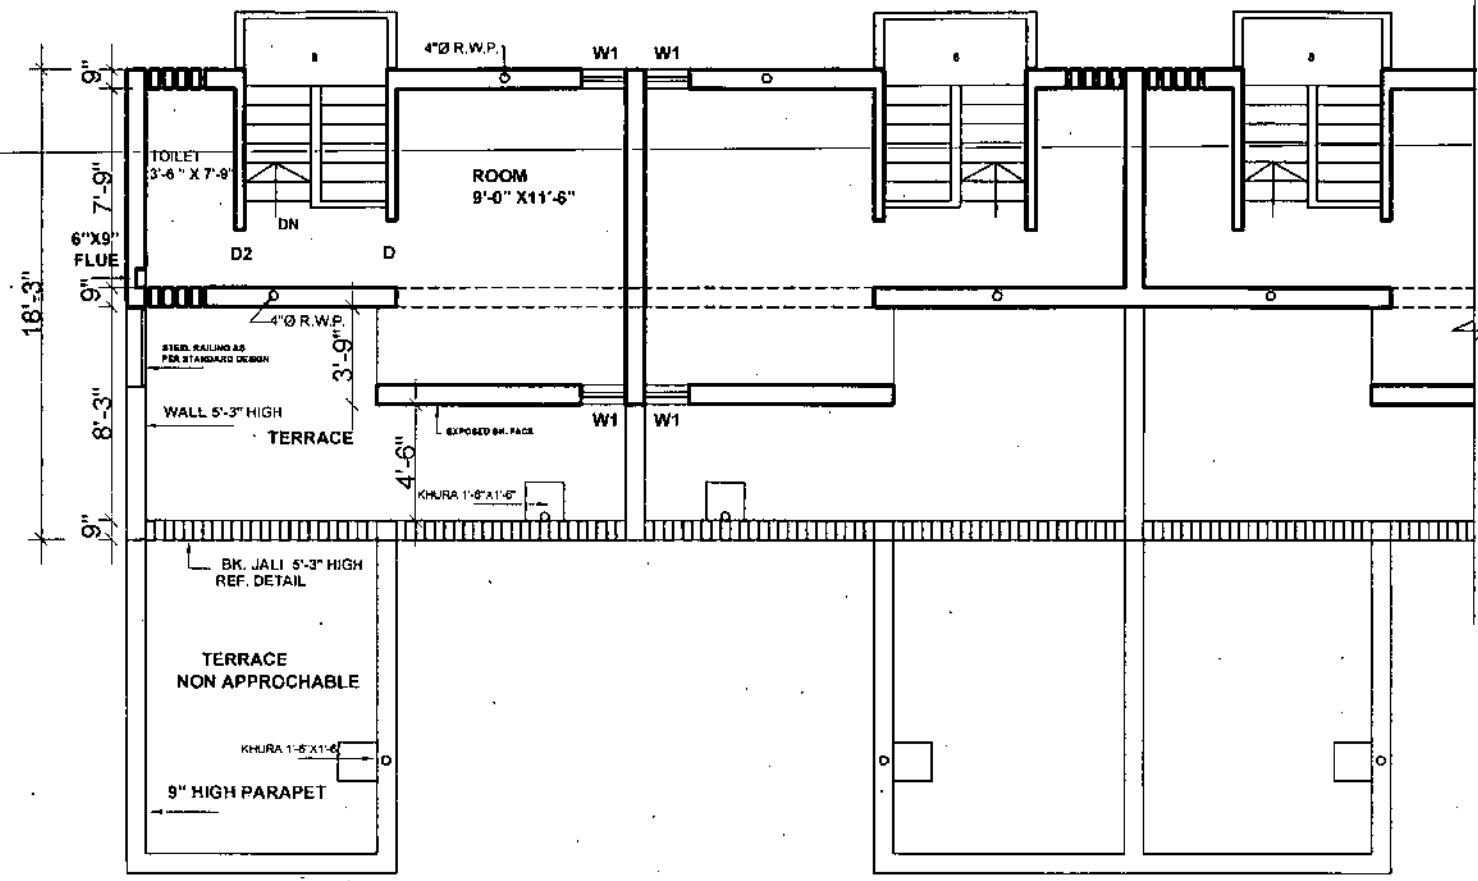 4"Ø R.W.P.
W1
W1
9"
TOILET
3'-6" X 7'-9"
ROOM
9'-0" X11'-6"
7'-9"
DN
6"X9"
FLUE
D2
D
9"
18'-3"
4"Ø R.W.P.
STEEL RAILING AS
PER STANDARD DESIGN
3'-9"
8'-3"
WALL 5'-3" HIGH
TERRACE
EXPOSED BK. FACE
W1
W1
4'-6"
KHURA 1'-6"X1'-6"
9"
BK. JALI 5'-3" HIGH
REF. DETAIL
TERRACE
NON APPROCHABLE
KHURA 1'-6"X1'-6
9" HIGH PARAPET